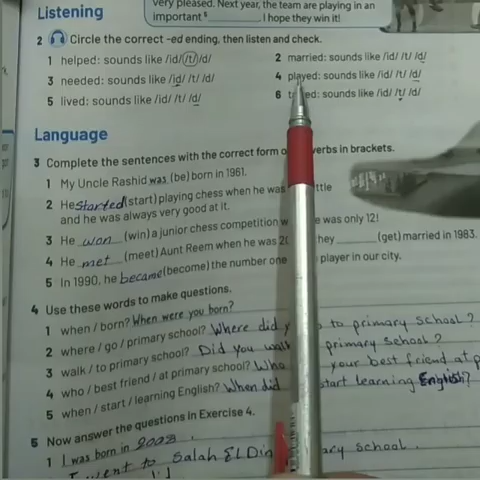 very pleased. Next year, the team are playing in an
important ⁵ ________ I hope they win it!
Listening
2 Circle the correct -ed ending, then listen and check.
1 helped: sounds like /id/ /t/ /d/
2 married: sounds like /id/ /t/ /d/
3 needed: sounds like /id/ /t/ /d/
4 played: sounds like /id/ /t/ /d/
5 lived: sounds like /id/ /t/ /d/
6 ed: sounds like /id/ /t/ /d/
Language
3 Complete the sentences with the correct form verbs in brackets.
1 My Uncle Rashid was (be) born in 1961.
2 He started (start) playing chess when he was ttle
and he was always very good at it.
3 He won (win) a junior chess competition was only 12!
4 He met (meet) Aunt Reem when he was hey ______ (get) married in 1983.
5 In 1990, he became (become) the number one player in our city.
4 Use these words to make questions.
1 when / born? When were you born?
2 where / go / primary school? Where did to primary school?
3 walk / to primary school? Did you walk primary school?
4 who / best friend / at primary school? Who your best friend at
5 when / start / learning English? When did start learning English?
5 Now answer the questions in Exercise 4.
1 I was born in 2008.
I went to Salah ELDin ary school.